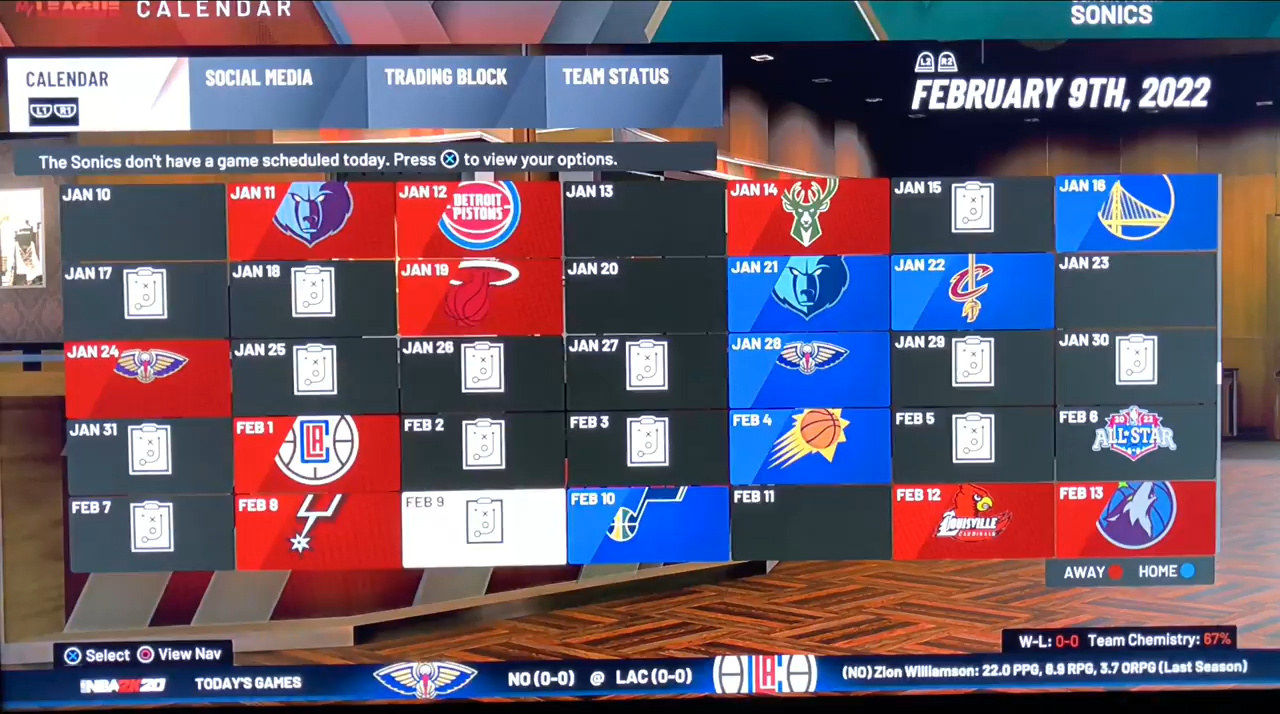 MyLEAGUE CALENDAR
SONICS
CALENDAR
SOCIAL MEDIA
TRADING BLOCK
TEAM STATUS
L1 R1
L2 R2
FEBRUARY 9TH, 2022
The Sonics don't have a game scheduled today. Press X to view your options.
JAN 10
JAN 11
JAN 12
DETROIT
PISTONS
JAN 13
JAN 14
JAN 15
JAN 16
JAN 17
JAN 18
JAN 19
JAN 20
JAN 21
JAN 22
C
JAN 23
JAN 24
JAN 25
JAN 26
JAN 27
JAN 28
JAN 29
JAN 30
JAN 31
FEB 1
LA
FEB 2
FEB 3
FEB 4
FEB 5
FEB 6
2022
ALL-STAR
FEB 7
FEB 8
FEB 9
FEB 10
FEB 11
FEB 12
LOUISVILLE
CARDINALS
FEB 13
AWAY HOME
W-L: 0-0 Team Chemistry: 67%
Select View Nav
NBA 2K20 TODAY'S GAMES
NO (0-0) @ LAC (0-0)
LA
(NO) Zion Williamson: 22.0 PPG, 8.9 RPG, 3.7 ORPG (Last Season)